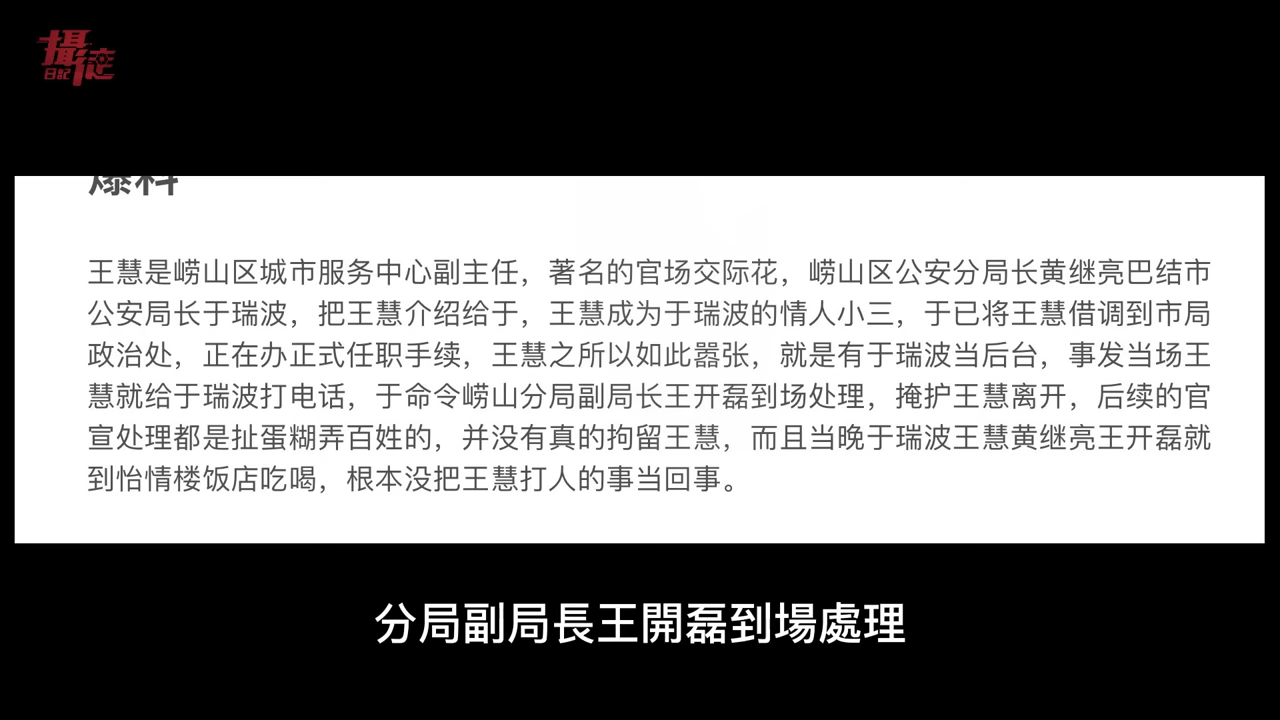 攝徒
日記
爆料
王慧是崂山区城市服务中心副主任，著名的官场交际花，崂山区公安分局长黄继亮巴结市
公安局长于瑞波，把王慧介绍给于，王慧成为于瑞波的情人小三，于已将王慧借调到市局
政治处，正在办正式任职手续，王慧之所以如此嚣张，就是有于瑞波当后台，事发当场王
慧就给于瑞波打电话，于命令崂山分局副局长王开磊到场处理，掩护王慧离开，后续的官
宣处理都是扯蛋糊弄百姓的，并没有真的拘留王慧，而且当晚于瑞波王慧黄继亮王开磊就
到怡情楼饭店吃喝，根本没把王慧打人的事当回事。
分局副局長王開磊到場處理